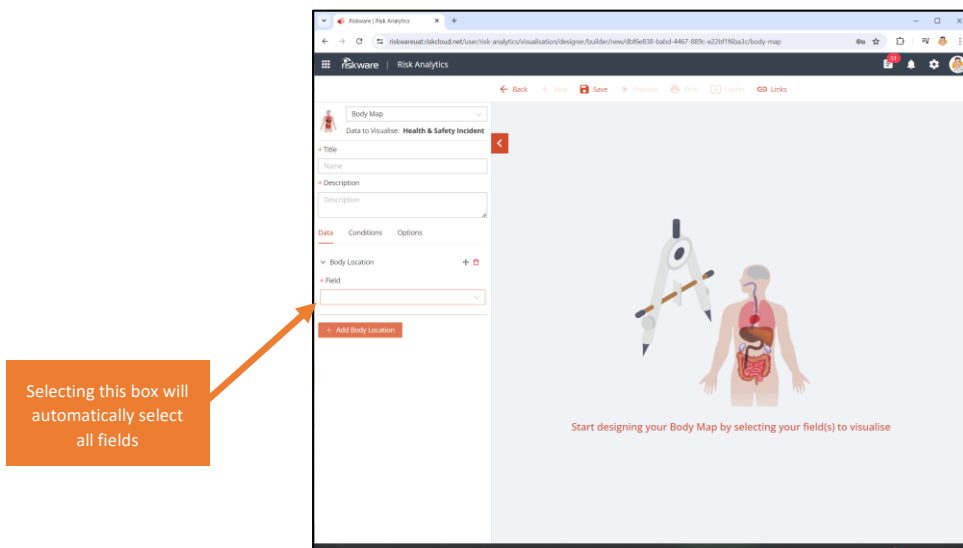 Riskware | Risk Analytics
riskwareuat.riskcloud.net/user/risk-analytics/visualisation/designer/builder/new/dbf6e838-babd-4467-889c-e22bf1f6ba3c/body-map
riskware | Risk Analytics
51
Back New Save Preview Print Export Links
Body Map
Data to Visualise: Health & Safety Incident
* Title
Name
* Description
Description
Data Conditions Options
Body Location
* Field
+ Add Body Location
Selecting this box will
automatically select
all fields
Start designing your Body Map by selecting your field(s) to visualise